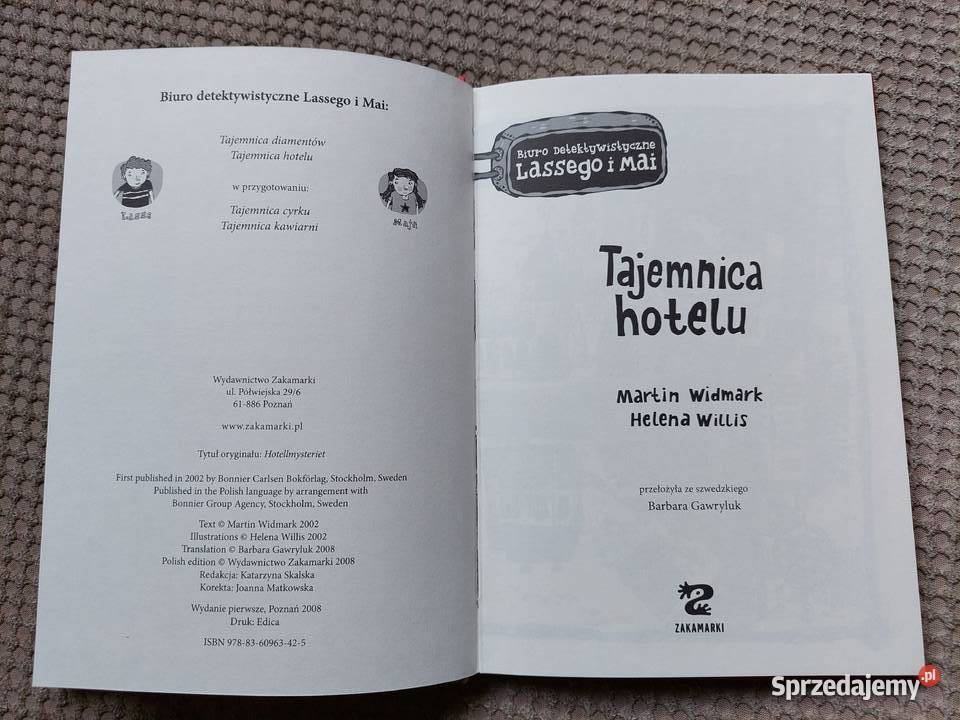 Biuro detektywistyczne Lassego i Mai:
Tajemnica diamentów
Tajemnica hotelu
w przygotowaniu:
Tajemnica cyrku
Tajemnica kawiarni
Lasse
Maja
Wydawnictwo Zakamarki
ul. Półwiejska 29/6
61-886 Poznań
www.zakamarki.pl
Tytuł oryginału: Hotellmysteriet
First published in 2002 by Bonnier Carlsen Bokförlag, Stockholm, Sweden
Published in the Polish language by arrangement with
Bonnier Group Agency, Stockholm, Sweden
Text © Martin Widmark 2002
Illustrations © Helena Willis 2002
Translation © Barbara Gawryluk 2008
Polish edition © Wydawnictwo Zakamarki 2008
Redakcja: Katarzyna Skalska
Korekta: Joanna Matkowska
Wydanie pierwsze, Poznań 2008
Druk: Edica
ISBN 978-83-60963-42-5
Biuro Detektywistyczne
Lassego i Mai
Tajemnica
hotelu
Martin Widmark
Helena Willis
przełożyła ze szwedzkiego
Barbara Gawryluk
ZAKAMARKI
Sprzedajemy.pl